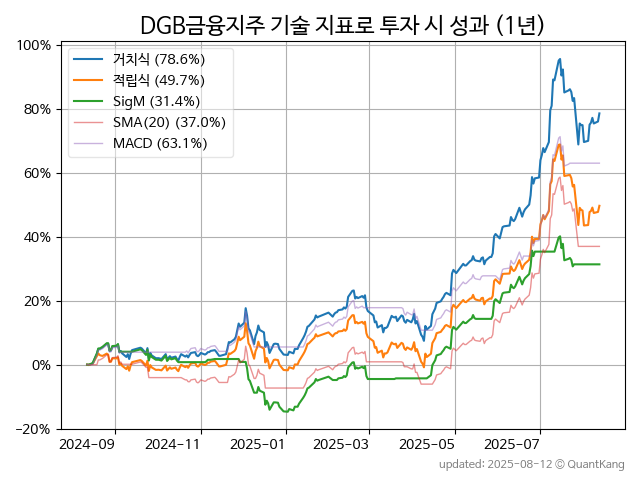 DGB금융지주 기술 지표로 투자 시 성과 (1년)
거치식 (78.6%)
적립식 (49.7%)
SigM (31.4%)
SMA(20) (37.0%)
MACD (63.1%)
100%
80%
60%
40%
20%
0%
−20%
2024-09
2024-11
2025-01
2025-03
2025-05
2025-07
updated: 2025-08-12 © QuantKang